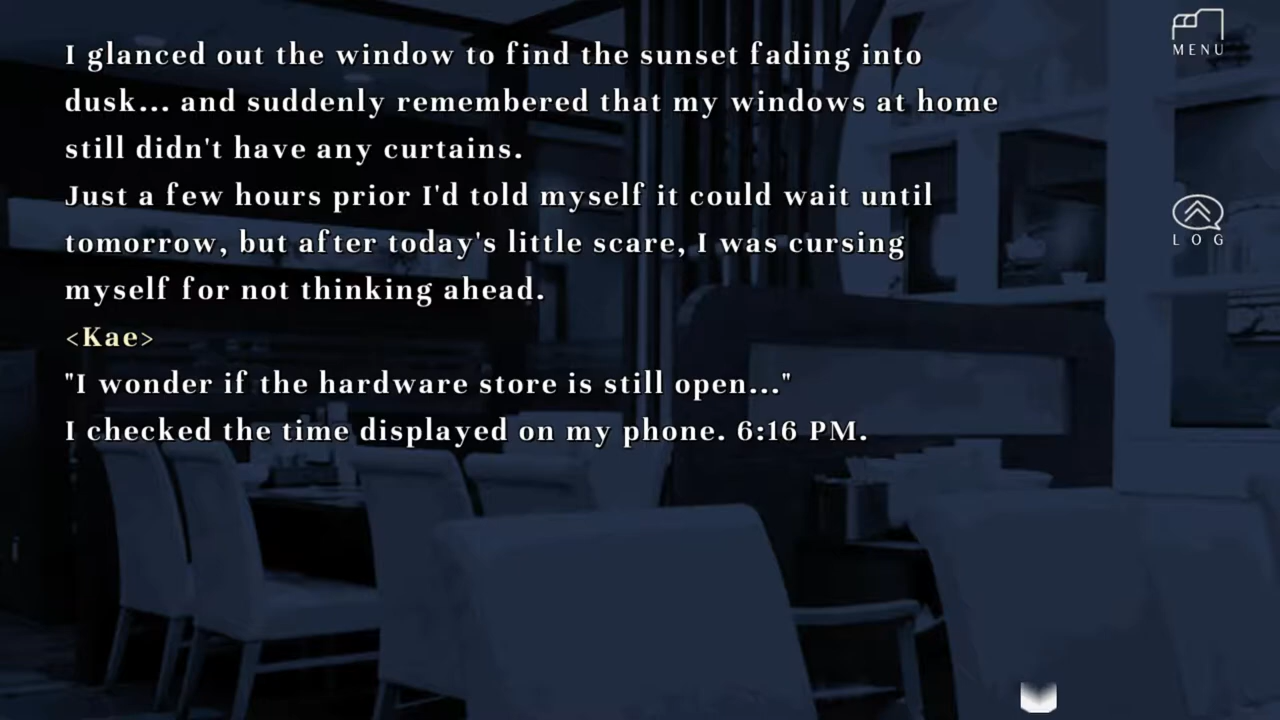 I glanced out the window to find the sunset fading into
dusk... and suddenly remembered that my windows at home
still didn't have any curtains.
Just a few hours prior I'd told myself it could wait until
tomorrow, but after today's little scare, I was cursing
myself for not thinking ahead.
<Kae>
"I wonder if the hardware store is still open..."
I checked the time displayed on my phone. 6:16 PM.
MENU
LOG